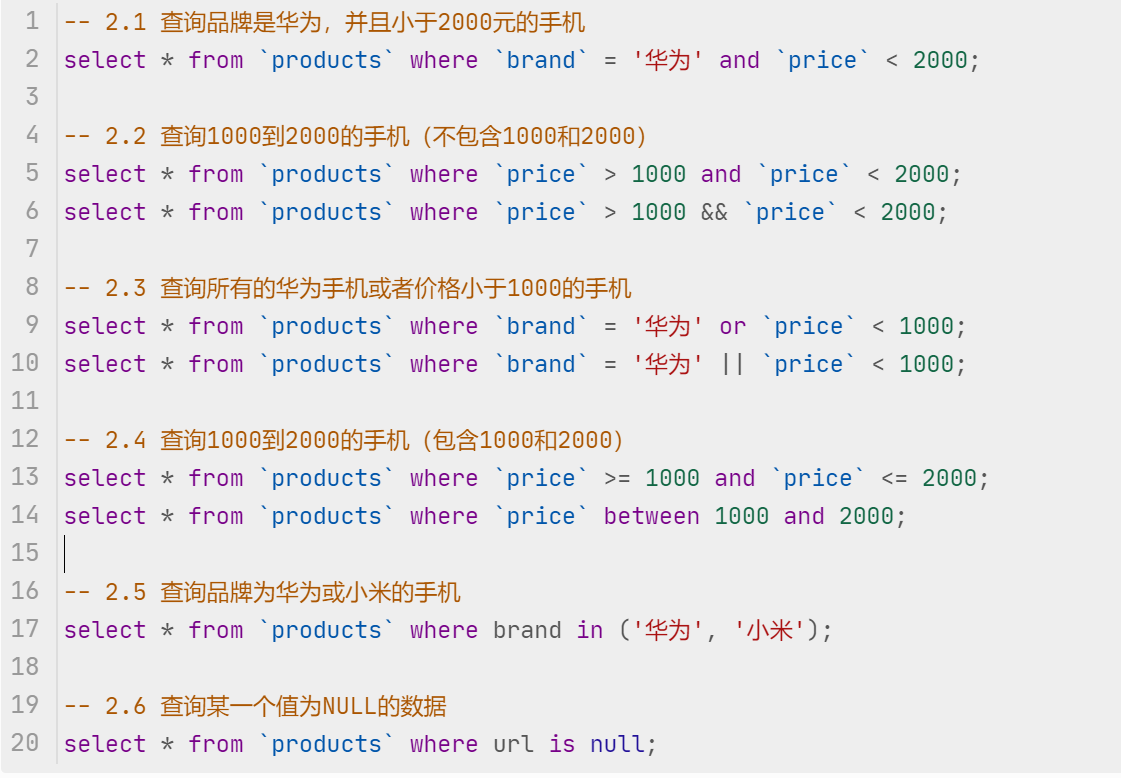 1 -- 2.1 查询品牌是华为，并且小于2000元的手机
2 select * from `products` where `brand` = '华为' and `price` < 2000;
3
4 -- 2.2 查询1000到2000的手机（不包含1000和2000）
5 select * from `products` where `price` > 1000 and `price` < 2000;
6 select * from `products` where `price` > 1000 && `price` < 2000;
7
8 -- 2.3 查询所有的华为手机或者价格小于1000的手机
9 select * from `products` where `brand` = '华为' or `price` < 1000;
10 select * from `products` where `brand` = '华为' || `price` < 1000;
11
12 -- 2.4 查询1000到2000的手机（包含1000和2000）
13 select * from `products` where `price` >= 1000 and `price` <= 2000;
14 select * from `products` where `price` between 1000 and 2000;
15
16 -- 2.5 查询品牌为华为或小米的手机
17 select * from `products` where brand in ('华为', '小米');
18
19 -- 2.6 查询某一个值为NULL的数据
20 select * from `products` where url is null;